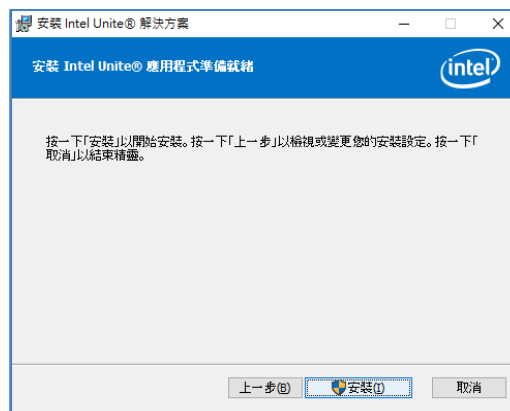 安裝 Intel Unite® 解決方案
安裝 Intel Unite® 應用程式準備就緒
intel
按一下「安裝」以開始安裝。按一下「上一步」以檢視或變更您的安裝設定。按一下「
取消」以結束精靈。
上一步(B)
安裝(I)
取消